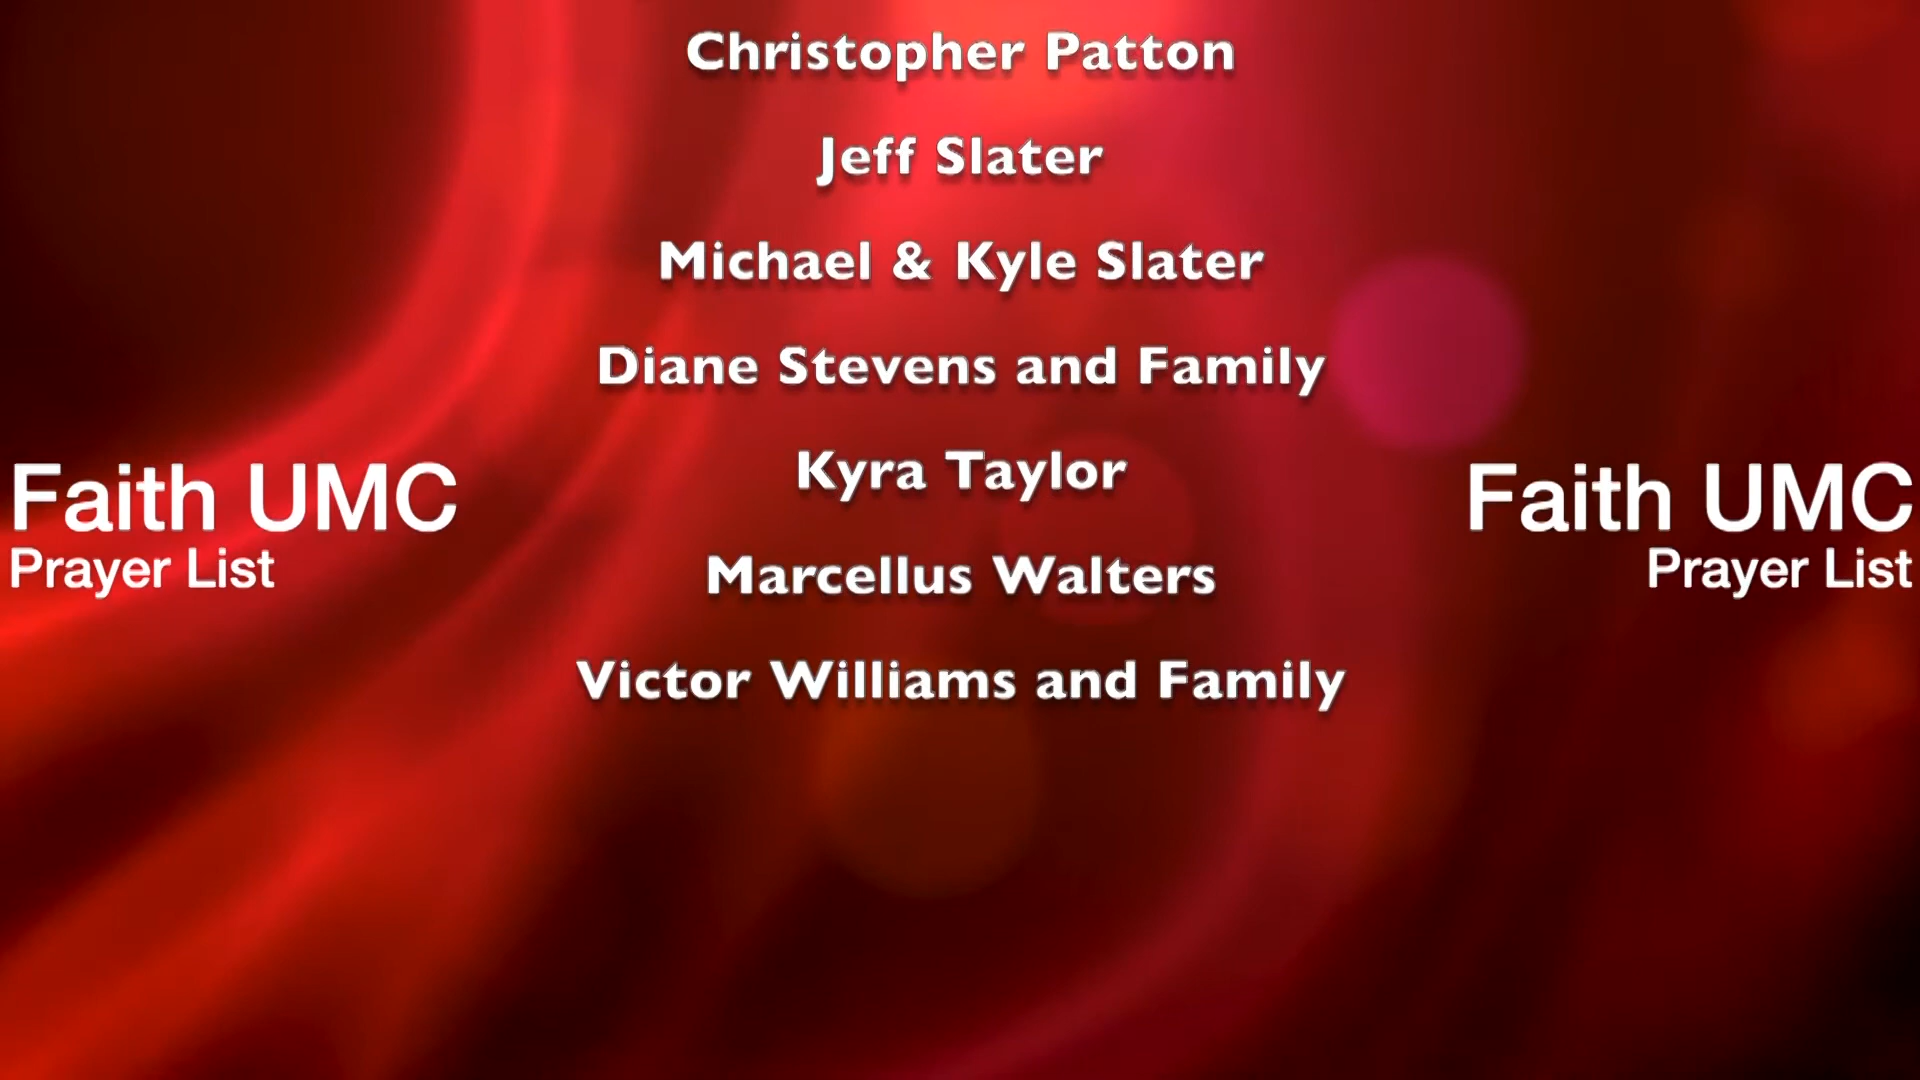 Christopher Patton
Jeff Slater
Michael & Kyle Slater
Diane Stevens and Family
Kyra Taylor
Marcellus Walters
Victor Williams and Family
Faith UMC
Prayer List
Faith UMC
Prayer List